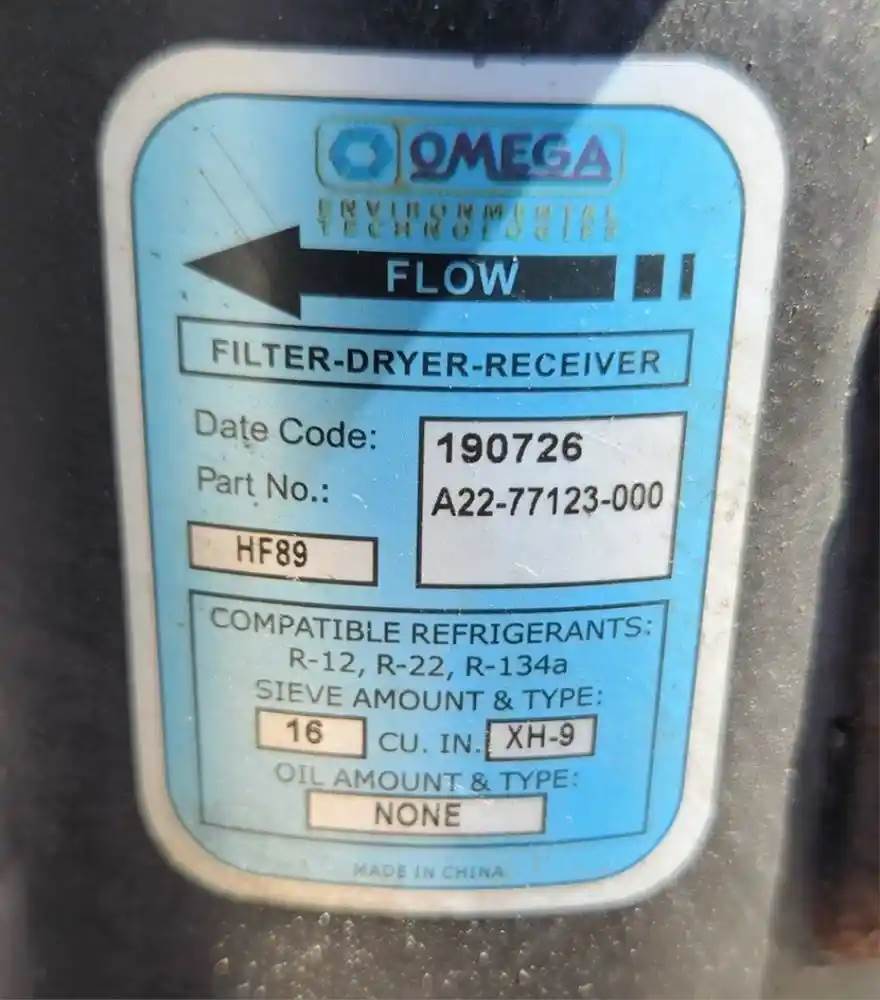 OMEGA
ENVIRONMENTAL
TECHNOLOGIES
FLOW
FILTER-DRYER-RECEIVER
Date Code: 190726
Part No.: A22-77123-000
HF89
COMPATIBLE REFRIGERANTS:
R-12, R-22, R-134a
SIEVE AMOUNT & TYPE:
16 CU. IN. XH-9
OIL AMOUNT & TYPE:
NONE
MADE IN CHINA